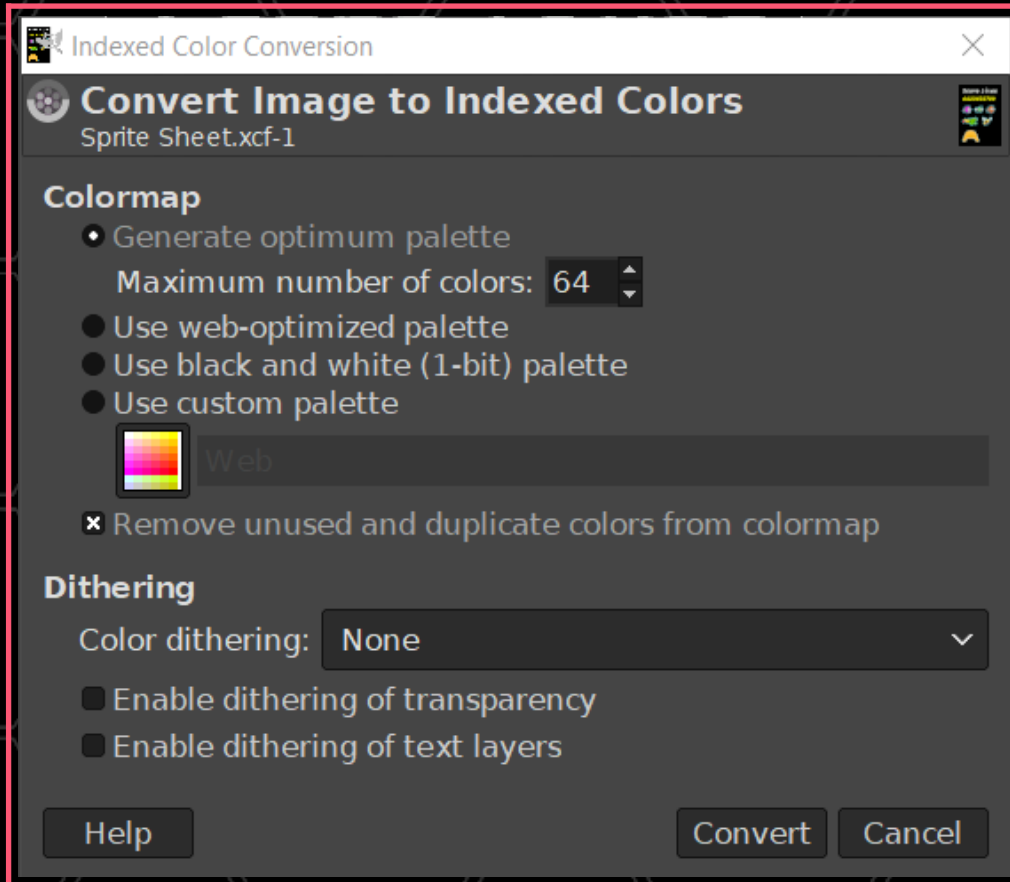 Indexed Color Conversion
Convert Image to Indexed Colors
Sprite Sheet.xcf-1
Colormap
Generate optimum palette
Maximum number of colors: 64
Use web-optimized palette
Use black and white (1-bit) palette
Use custom palette
Web
Remove unused and duplicate colors from colormap
Dithering
Color dithering: None
Enable dithering of transparency
Enable dithering of text layers
Help Convert Cancel